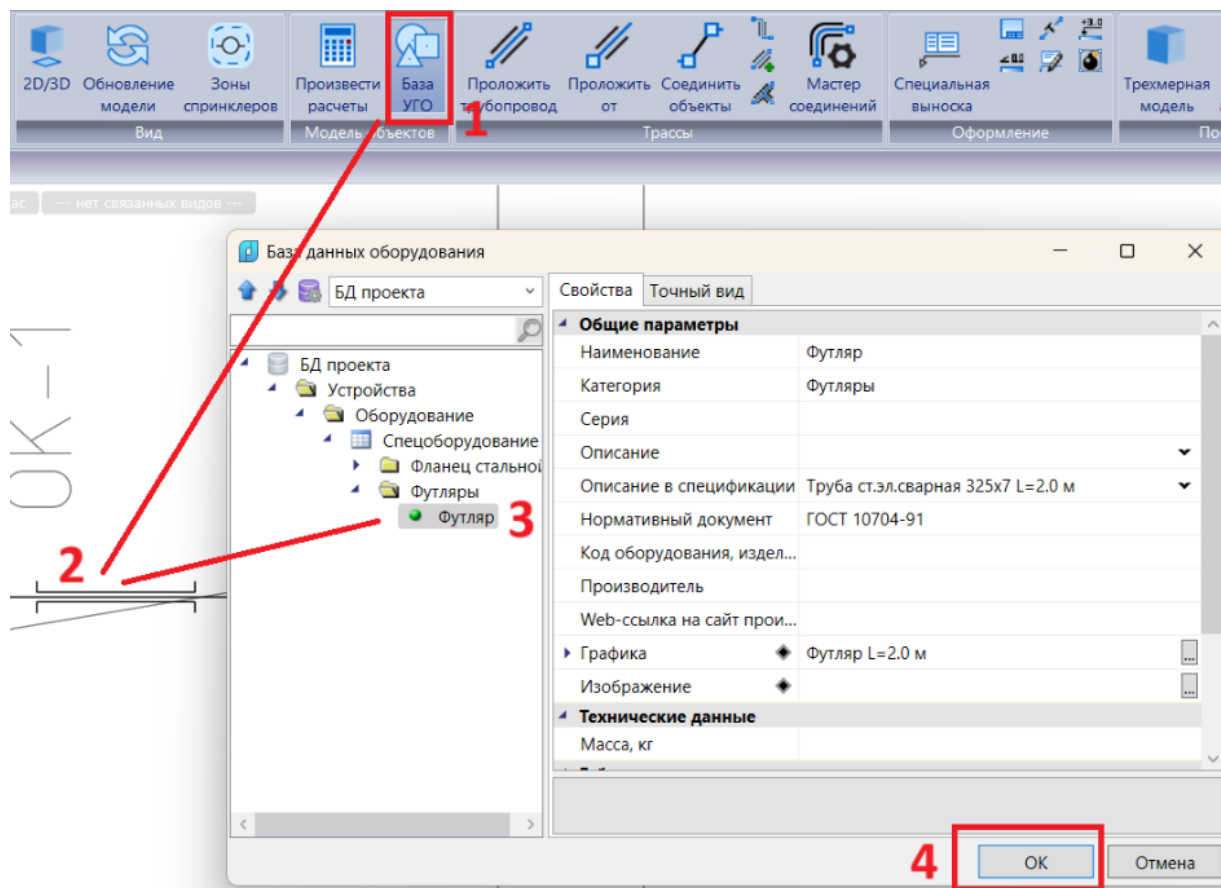 2D/3D Обновление Зоны Произвести База Проложить Проложить Соединить Мастер Специальная Трехмерная
модели спринклеров расчеты УГО трубопровод от объекты соединений выноска модель
+3.0
Вид Модель объектов Трассы Оформление
1
--- нет связанных видов ---
База данных оборудования
БД проекта
Свойства Точный вид
Общие параметры
Наименование Футляр
Категория Футляры
Серия
Описание
Описание в спецификации Труба ст.эл.сварная 325x7 L=2.0 м
Нормативный документ ГОСТ 10704-91
Код оборудования, издел...
Производитель
Web-ссылка на сайт прои...
Графика Футляр L=2.0 м
Изображение
Технические данные
Масса, кг
БД проекта
Устройства
Оборудование
Спецоборудование
Фланец стальной
Футляры
Футляр 3
ОК-1
2
4
ОК Отмена